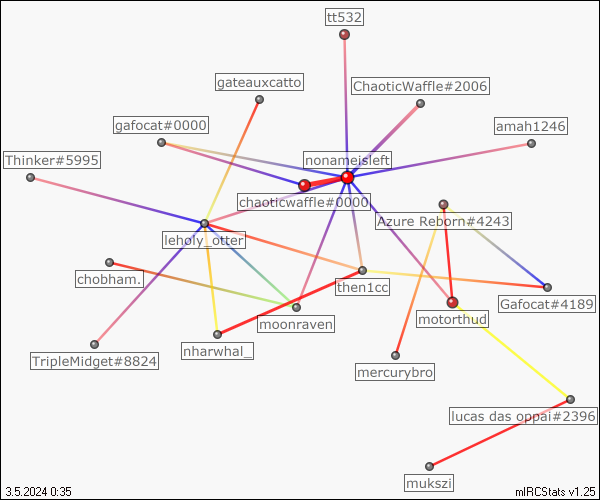 tt532
gateauxcatto
ChaoticWaffle#2006
gafocat#0000
amah1246
Thinker#5995
nonameisleft
chaoticwaffle#0000
Azure Reborn#4243
leholy_otter
chobham.
then1cc
Gafocat#4189
moonraven
motorthud
nharwhal_
TripleMidget#8824
mercurybro
lucas das oppai#2396
mukszi
3.5.2024 0:35
mIRCStats v1.25